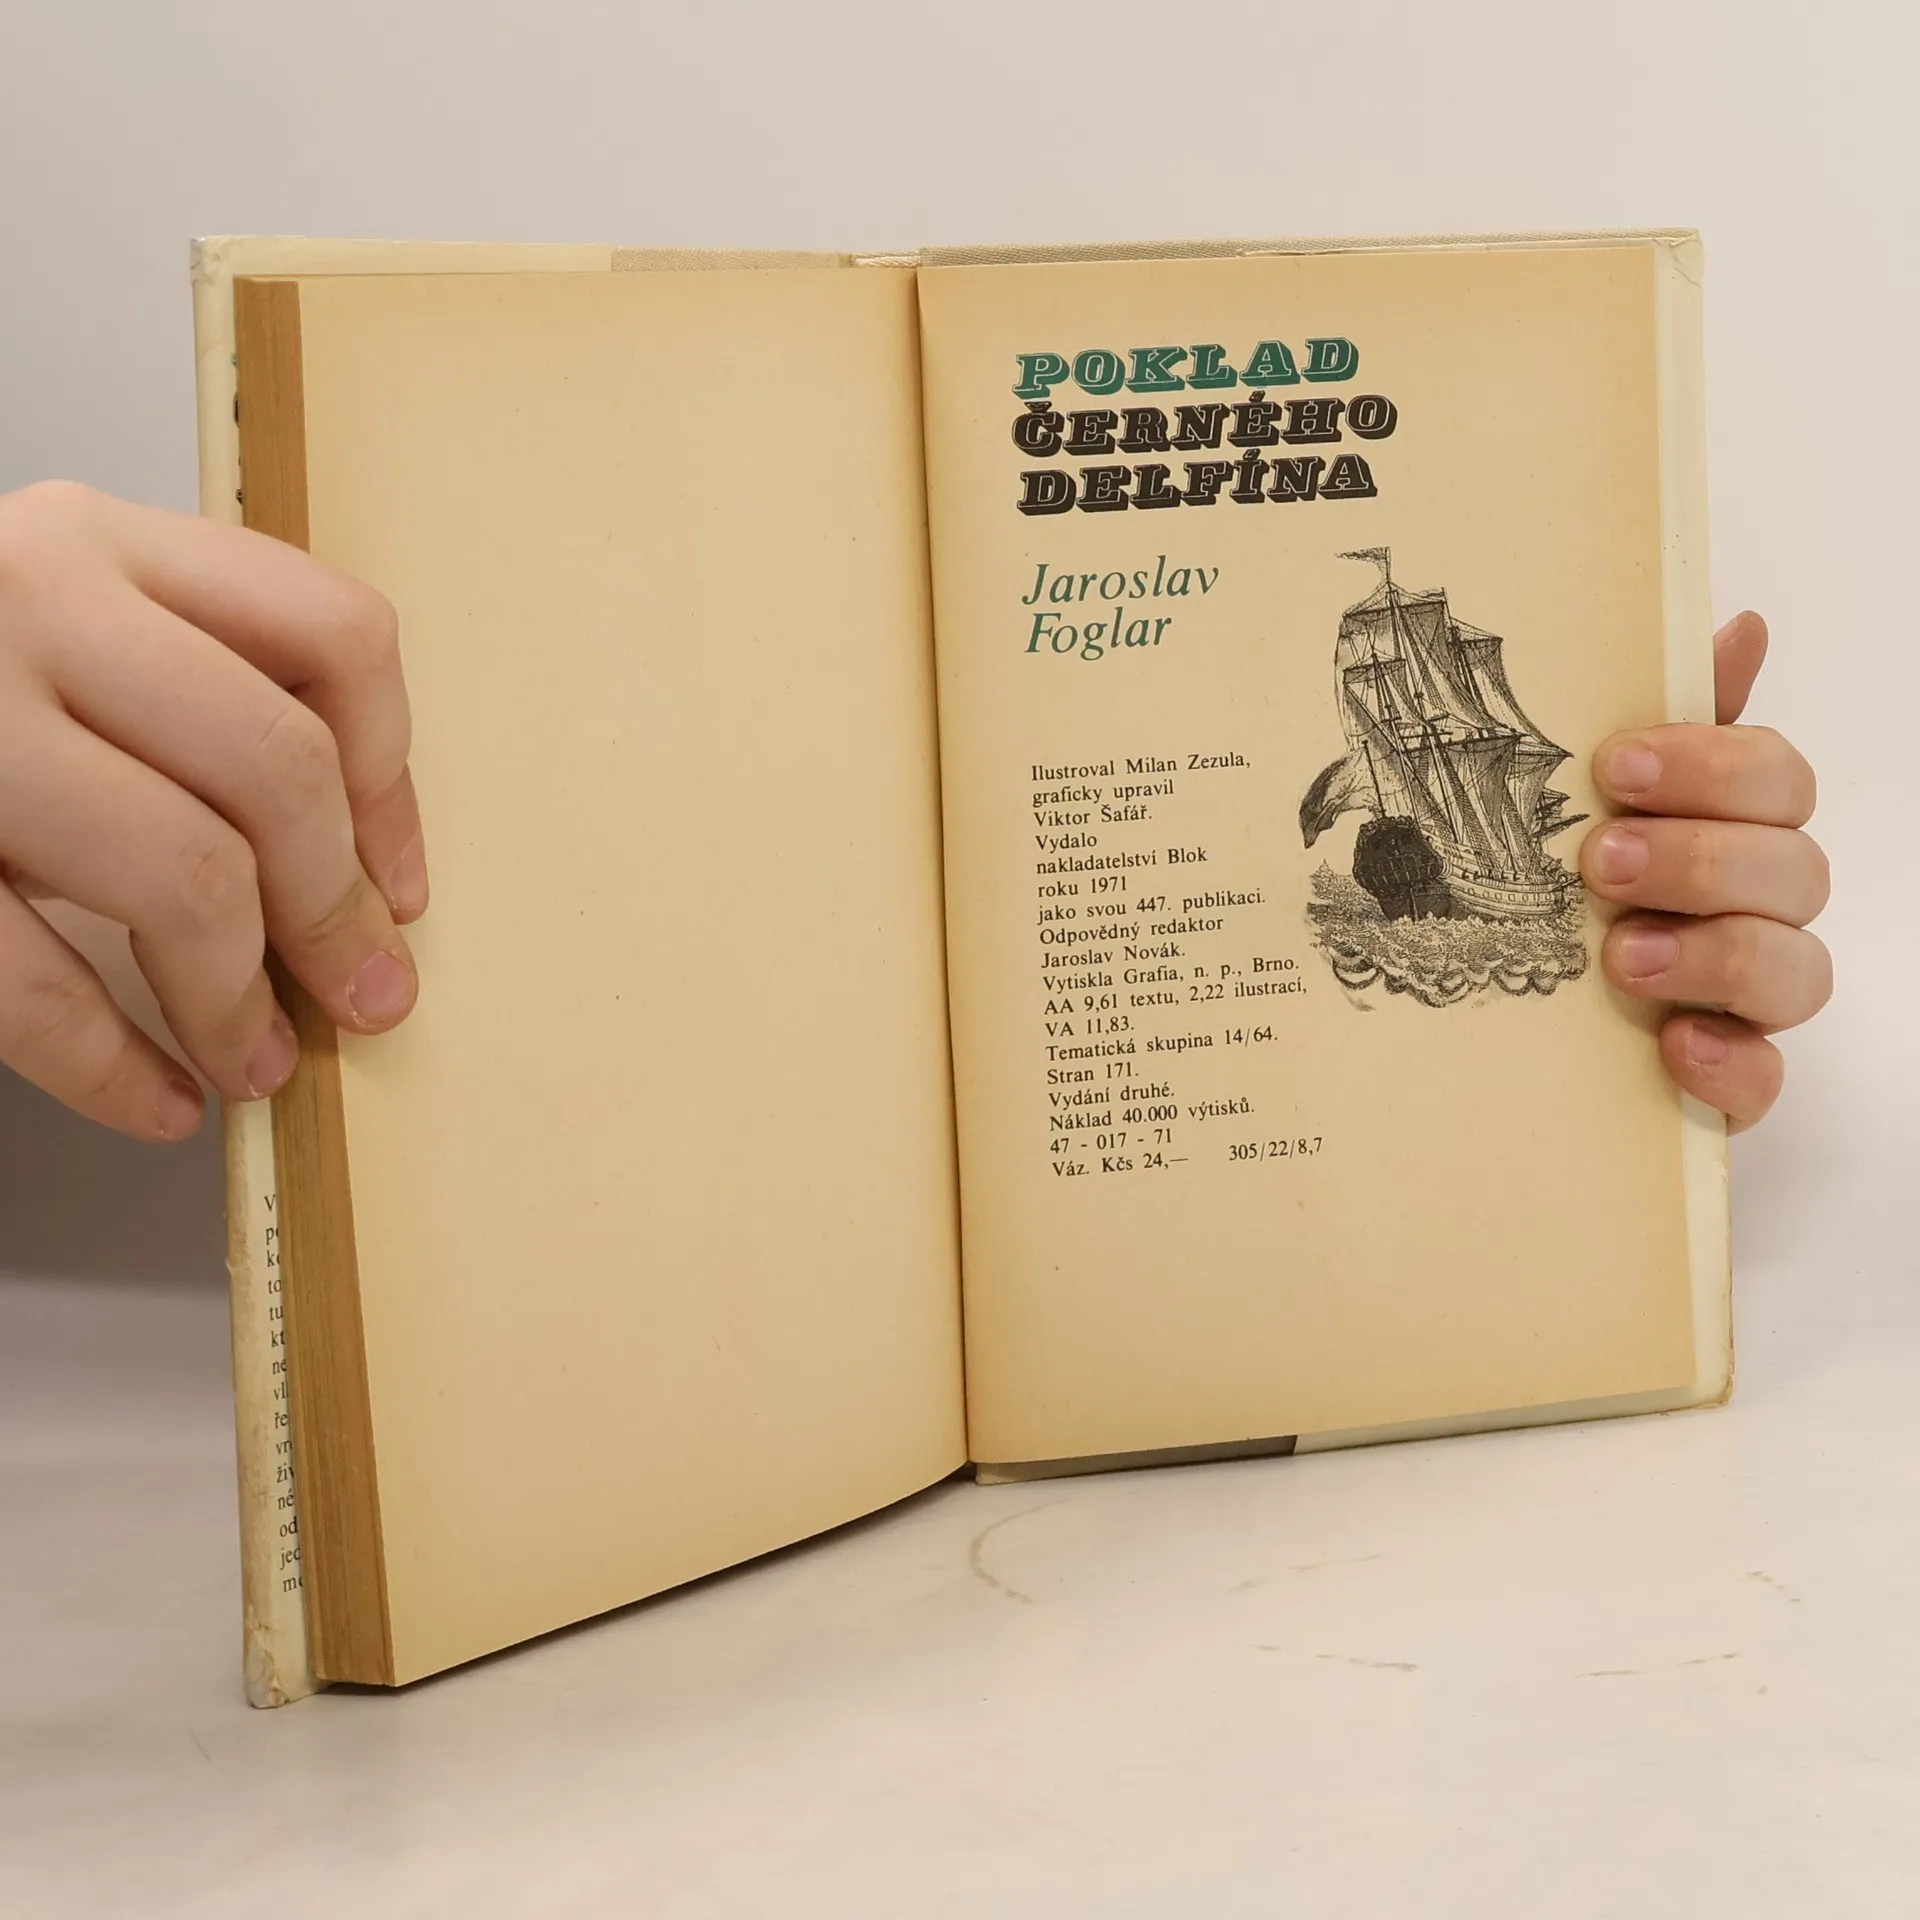 POKLAD
ČERNÉHO
DELFÍNA
Jaroslav
Foglar
Ilustroval Milan Zezula,
graficky upravil
Viktor Šafář.
Vydalo
nakladatelství Blok
roku 1971
jako svou 447. publikaci.
Odpovědný redaktor
Jaroslav Novák.
Vytiskla Grafia, n. p., Brno.
AA 9,61 textu, 2,22 ilustrací,
VA 11,83.
Tematická skupina 14/64.
Stran 171.
Vydání druhé.
Náklad 40.000 výtisků.
47 - 017 - 71
Váz. Kčs 24,— 305/22/8,7